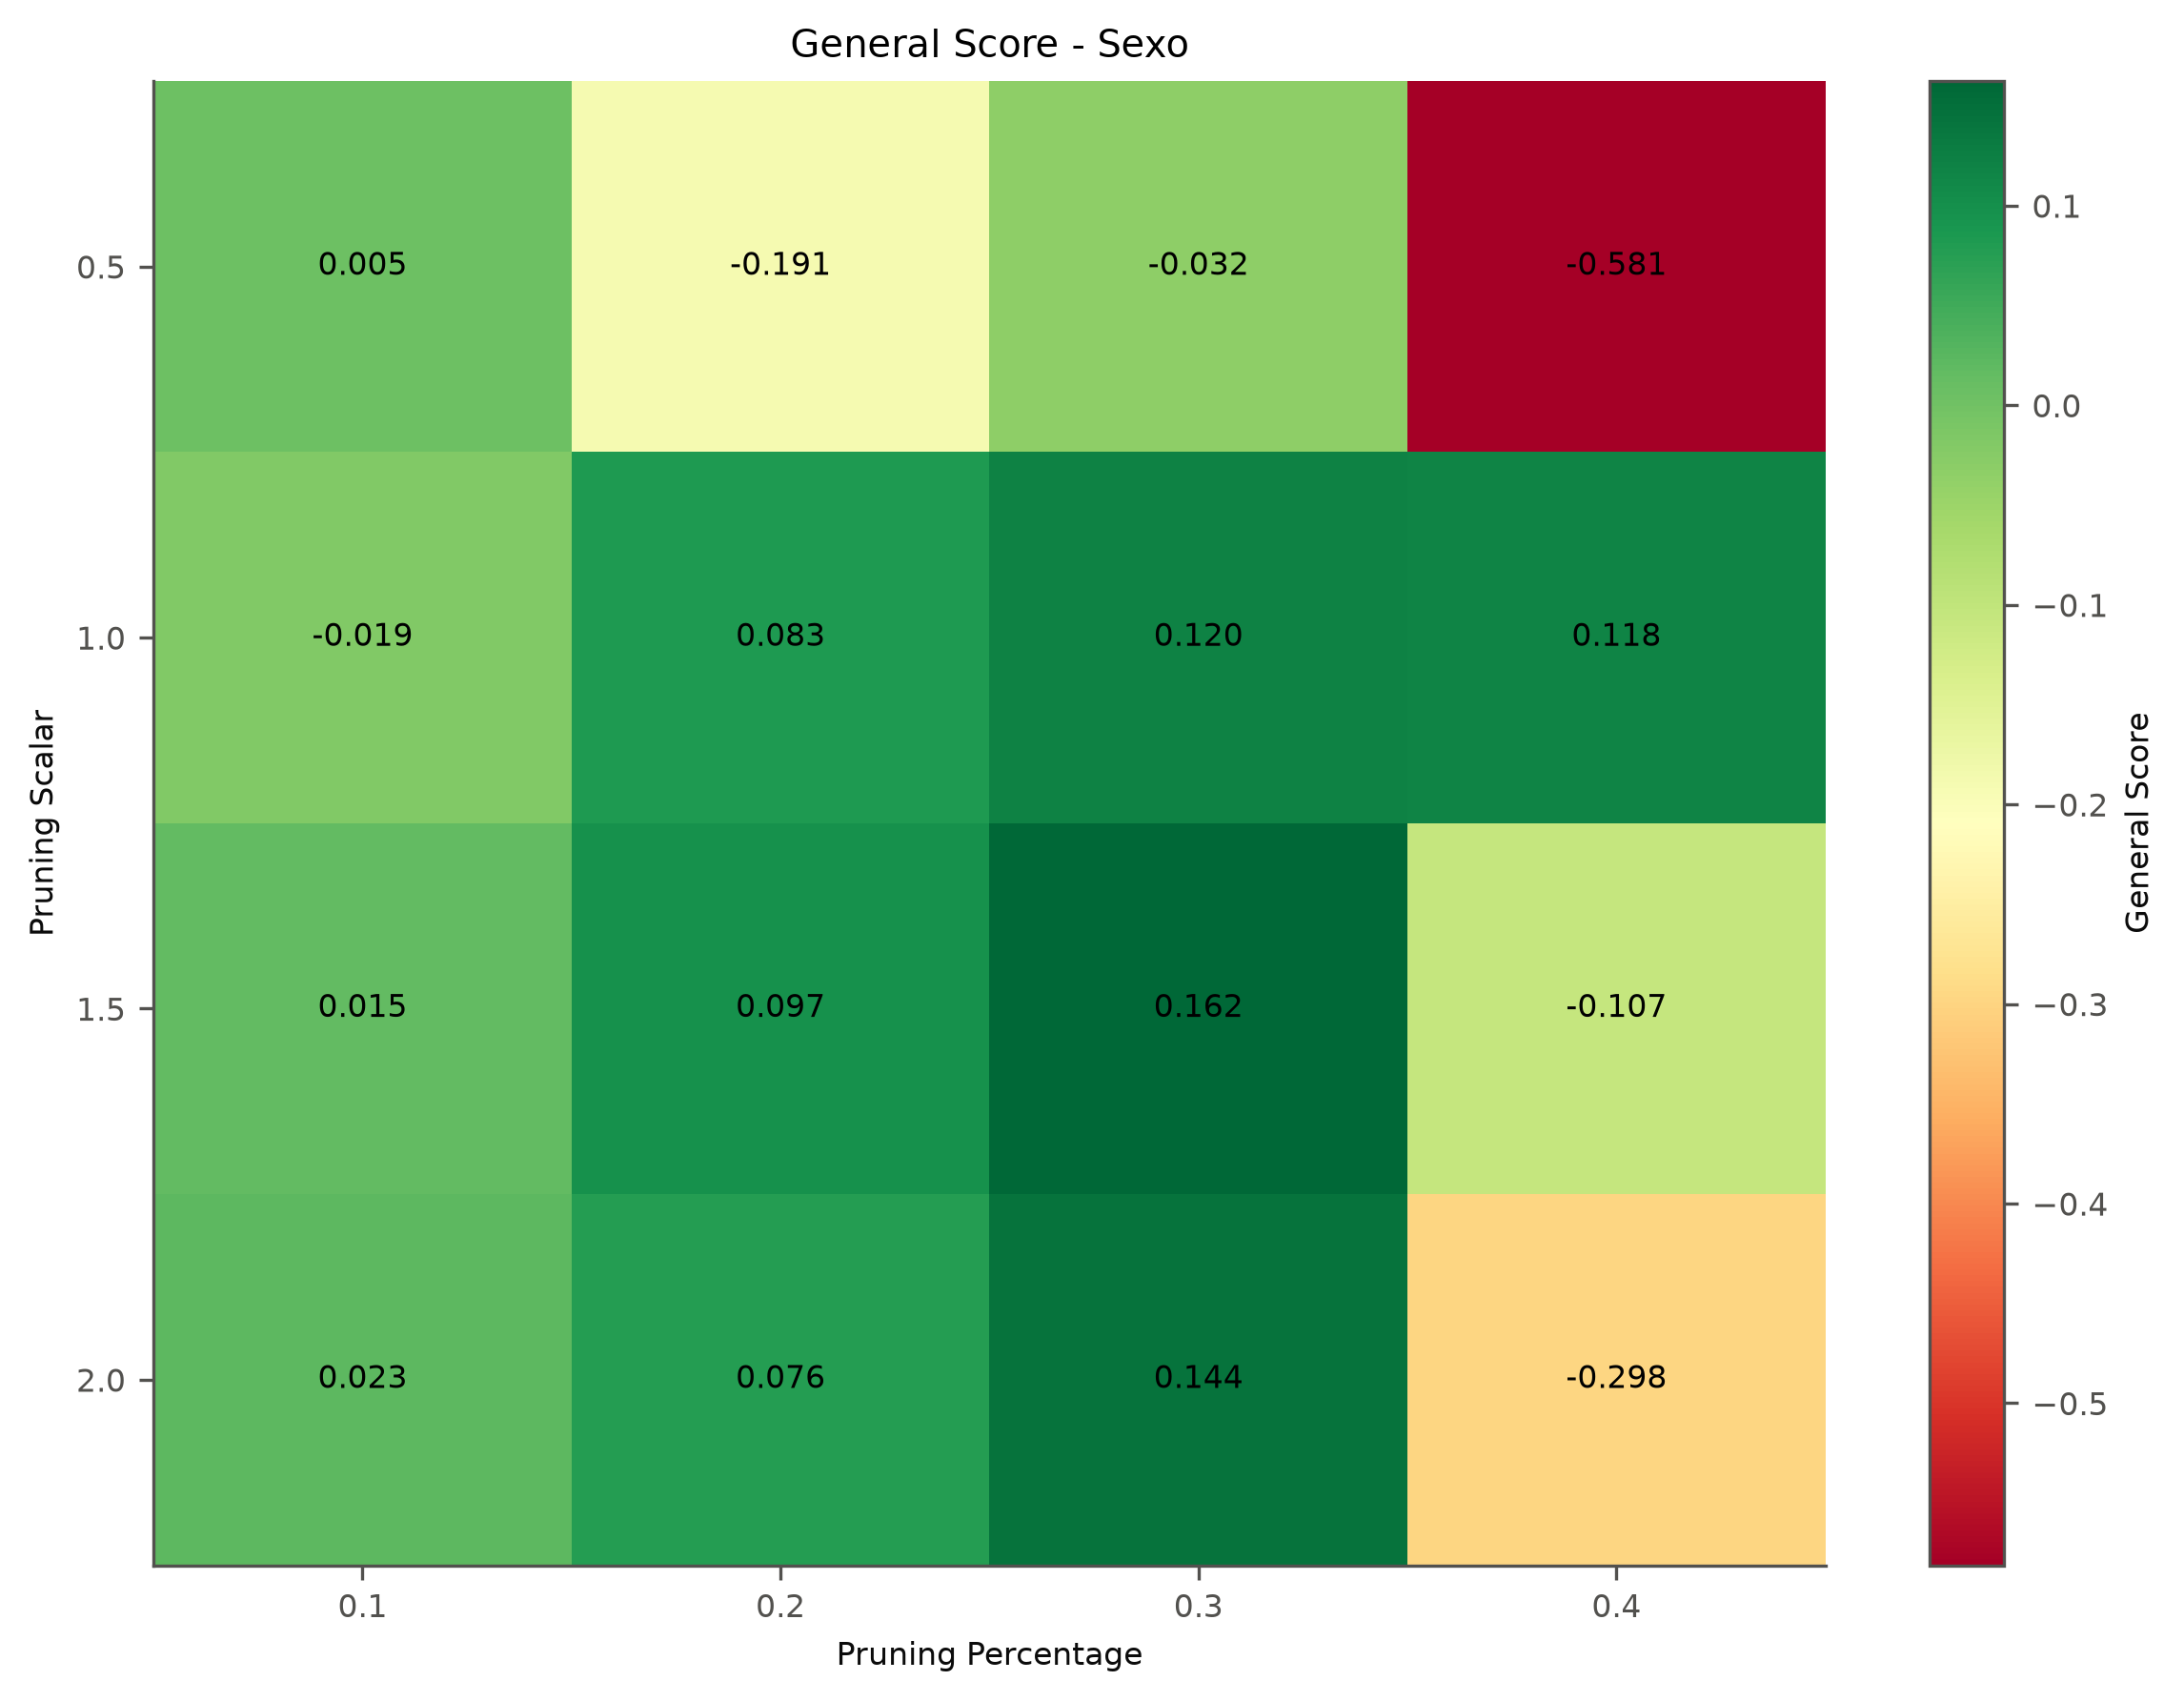 General Score - Sexo
0.5
1.0
1.5
2.0
Pruning Scalar
0.005 -0.191 -0.032 -0.581
-0.019 0.083 0.120 0.118
0.015 0.097 0.162 -0.107
0.023 0.076 0.144 -0.298
0.1 0.2 0.3 0.4
Pruning Percentage
0.1
0.0
−0.1
−0.2
−0.3
−0.4
−0.5
General Score